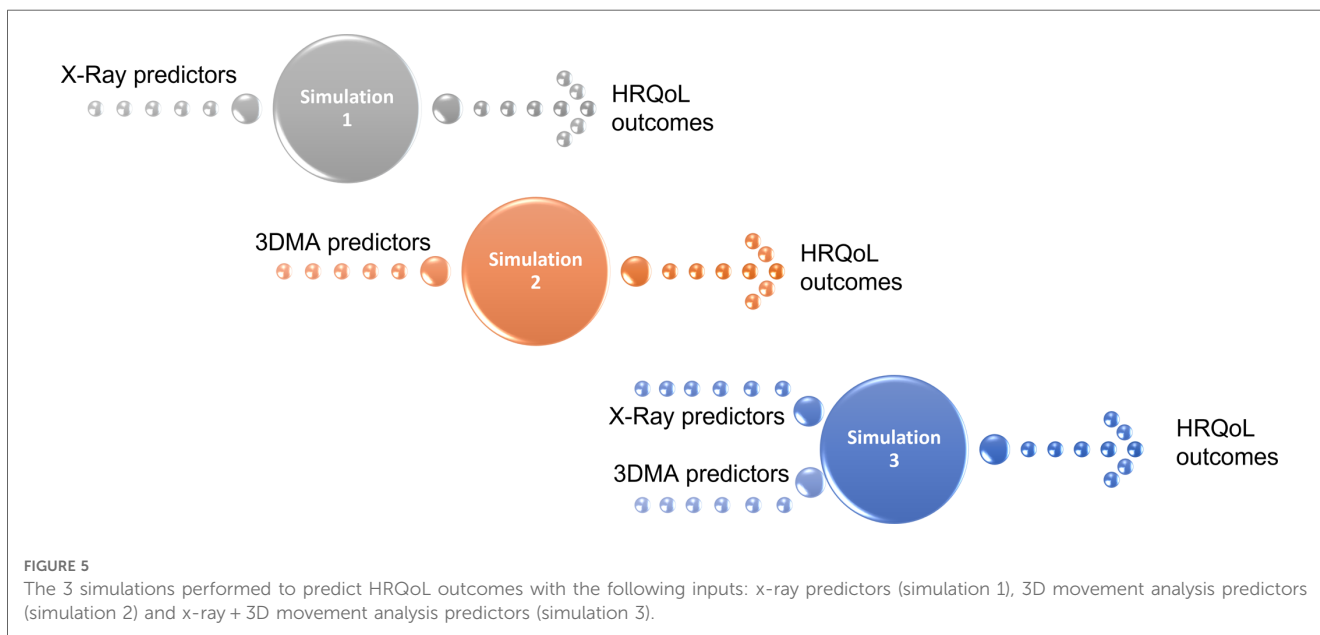 X-Ray predictors
Simulation
1
HRQoL
outcomes
3DMA predictors
Simulation
2
HRQoL
outcomes
X-Ray predictors
3DMA predictors
Simulation
3
HRQoL
outcomes
FIGURE 5
The 3 simulations performed to predict HRQoL outcomes with the following inputs: x-ray predictors (simulation 1), 3D movement analysis predictors
(simulation 2) and x-ray + 3D movement analysis predictors (simulation 3).